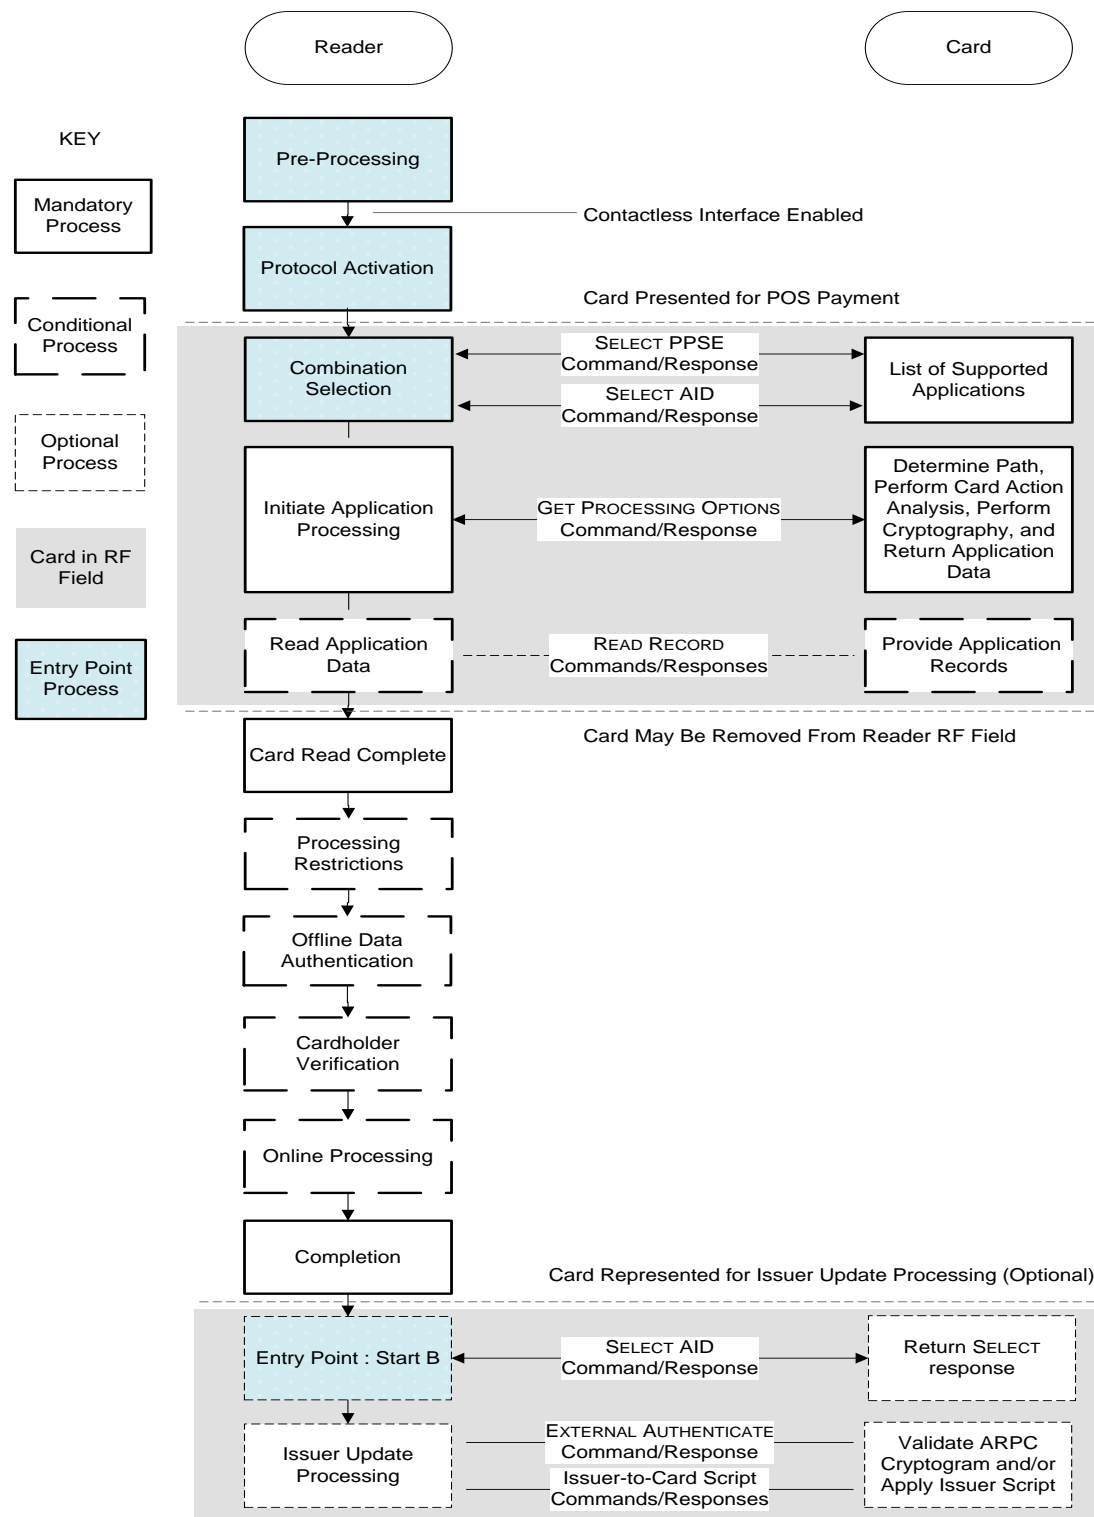 Reader
Card
KEY
Mandatory
Process
Conditional
Process
Optional
Process
Card in RF
Field
Entry Point
Process
Pre-Processing
Contactless Interface Enabled
Protocol Activation
Card Presented for POS Payment
Combination
Selection
SELECT PPSE
Command/Response
SELECT AID
Command/Response
List of Supported
Applications
Initiate Application
Processing
GET PROCESSING OPTIONS
Command/Response
Determine Path,
Perform Card Action
Analysis, Perform
Cryptography, and
Return Application
Data
Read Application
Data
READ RECORD
Commands/Responses
Provide Application
Records
Card May Be Removed From Reader RF Field
Card Read Complete
Processing
Restrictions
Offline Data
Authentication
Cardholder
Verification
Online Processing
Completion
Card Represented for Issuer Update Processing (Optional)
Entry Point : Start B
SELECT AID
Command/Response
Return SELECT
response
Issuer Update
Processing
EXTERNAL AUTHENTICATE
Command/Response
Issuer-to-Card Script
Commands/Responses
Validate ARPC
Cryptogram and/or
Apply Issuer Script